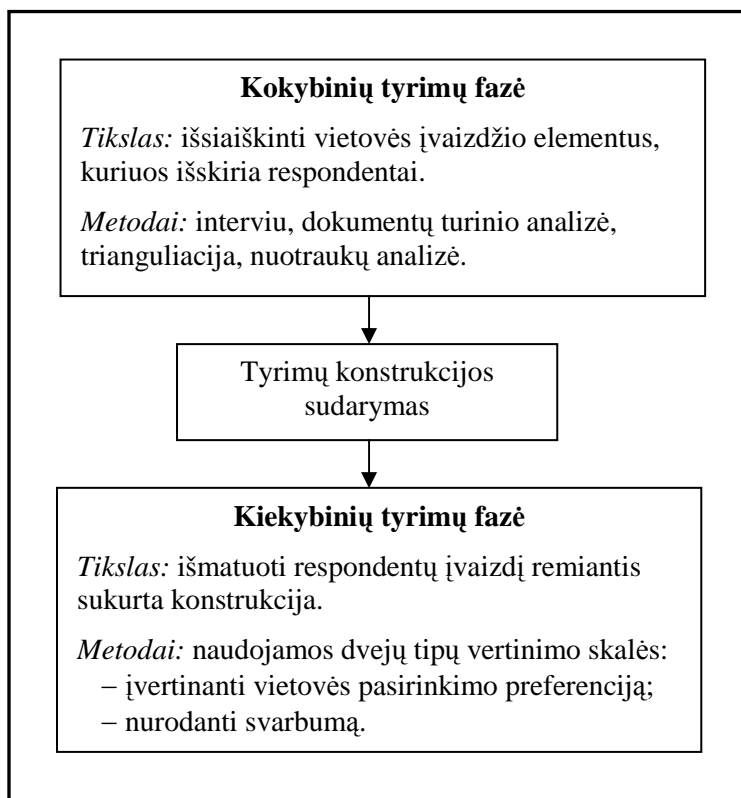 Kokybinių tyrimų fazė
Tikslas: išsiaiškinti vietovės įvaizdžio elementus,
kuriuos išskiria respondentai.
Metodai: interviu, dokumentų turinio analizė,
trianguliacija, nuotraukų analizė.
Tyrimų konstrukcijos
sudarymas
Kiekybinių tyrimų fazė
Tikslas: išmatuoti respondentų įvaizdį remiantis
sukurta konstrukcija.
Metodai: naudojamos dvejų tipų vertinimo skalės:
– įvertinanti vietovės pasirinkimo preferenciją;
– nurodanti svarbumą.